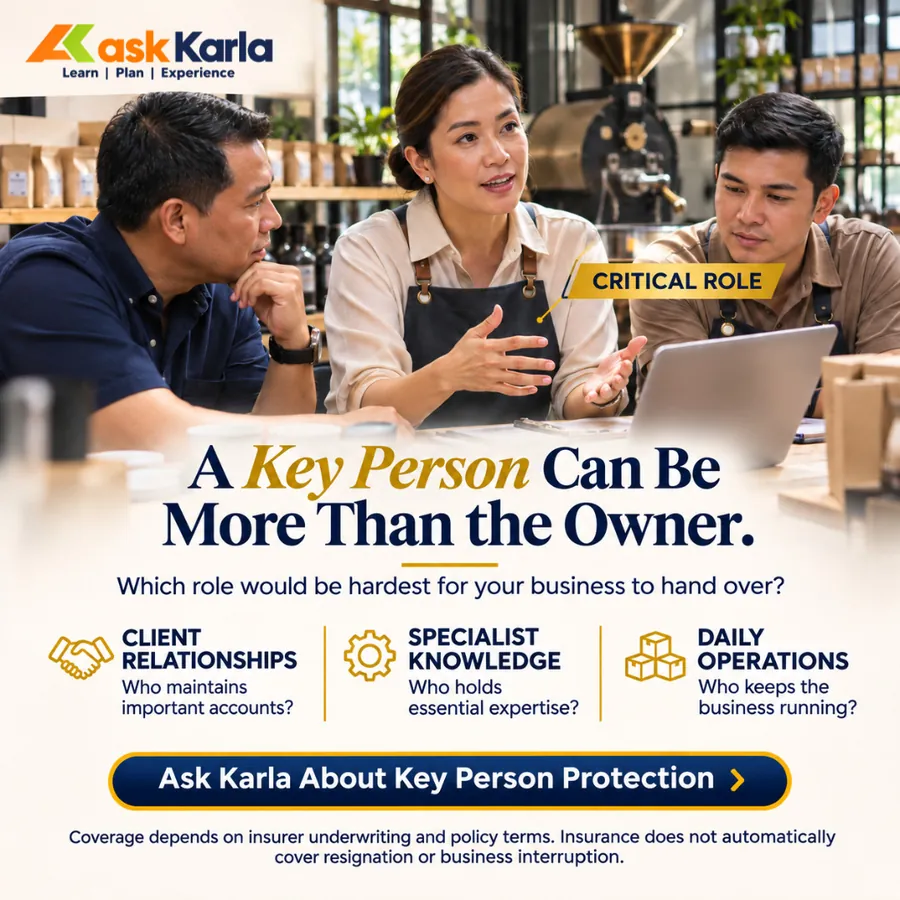 ask Karla
Learn | Plan | Experience
CRITICAL ROLE
A Key Person Can Be
More Than the Owner.
Which role would be hardest for your business to hand over?
CLIENT
RELATIONSHIPS
Who maintains
important accounts?
SPECIALIST
KNOWLEDGE
Who holds
essential expertise?
DAILY
OPERATIONS
Who keeps the
business running?
Ask Karla About Key Person Protection
Coverage depends on insurer underwriting and policy terms. Insurance does not automatically
cover resignation or business interruption.